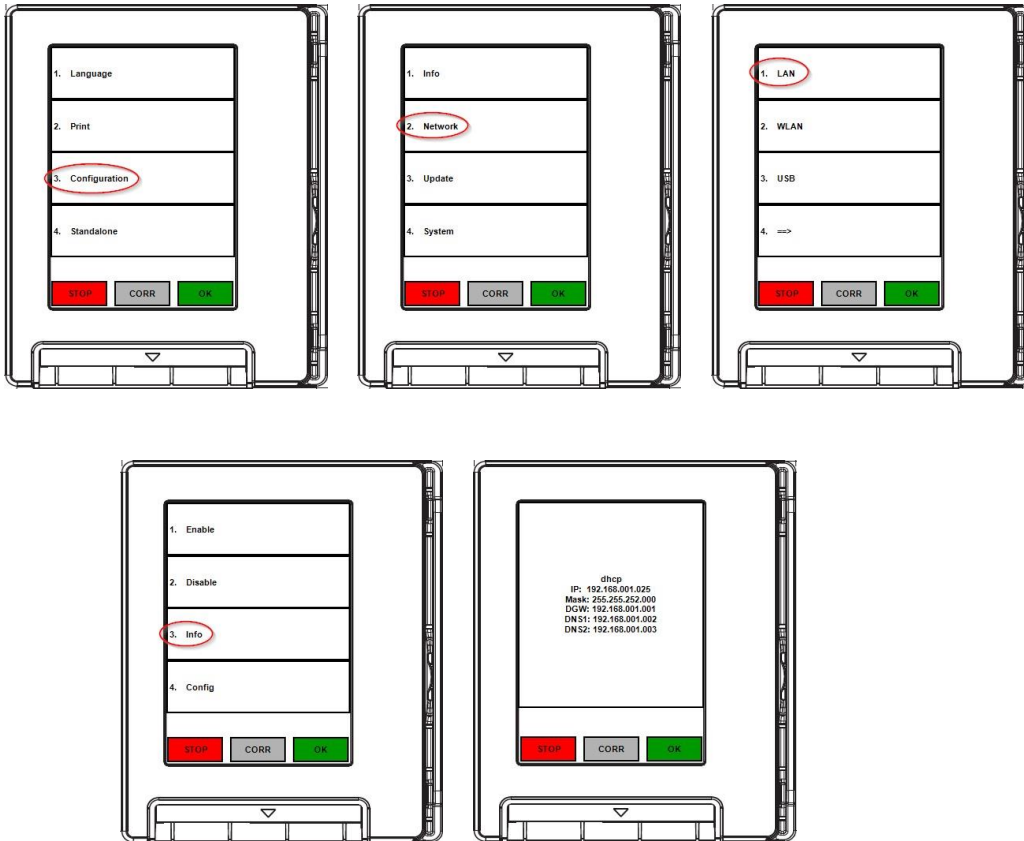 1. Language
2. Print
3. Configuration
4. Standalone
STOP CORR OK
1. Info
2. Network
3. Update
4. System
STOP CORR OK
1. LAN
2. WLAN
3. USB
4. ==>
STOP CORR OK
1. Enable
2. Disable
3. Info
4. Config
STOP CORR OK
dhcp
IP: 192.168.001.025
Mask: 255.255.252.000
DGW: 192.168.001.001
DNS1: 192.168.001.002
DNS2: 192.168.001.003
STOP CORR OK